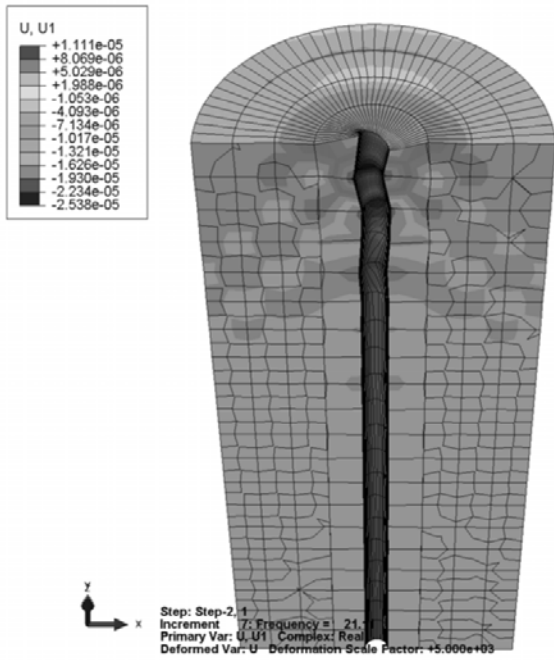 U, U1
+1.111e-05
+8.069e-06
+5.029e-06
+1.988e-06
-1.053e-06
-4.093e-06
-7.134e-06
-1.017e-05
-1.321e-05
-1.626e-05
-1.930e-05
-2.234e-05
-2.538e-05
y
x
Step: Step-2, 1
Increment 7: Frequency = 21.
Primary Var: U, U1 Complex: Real
Deformed Var: U Deformation Scale Factor: +5.000e+03